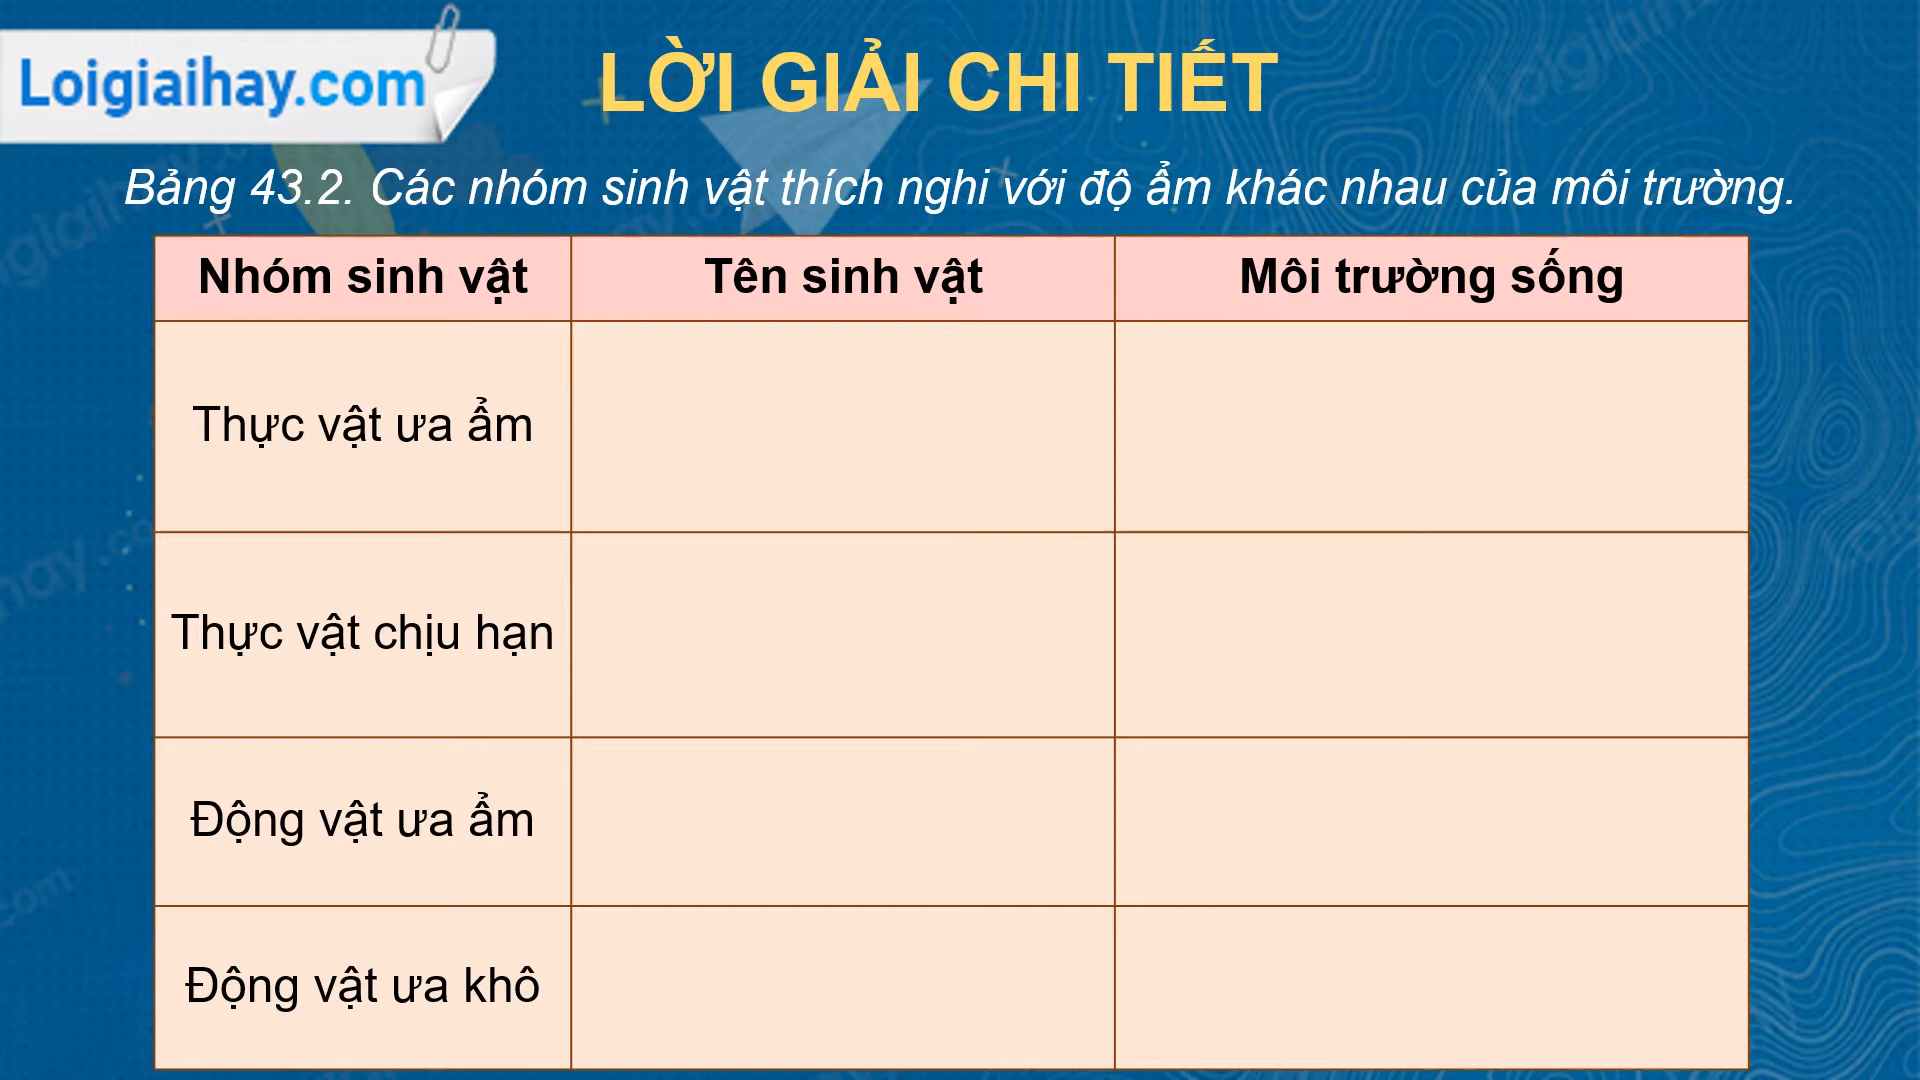 Loigiaihay.com
LỜI GIẢI CHI TIẾT
Bảng 43.2. Các nhóm sinh vật thích nghi với độ ẩm khác nhau của môi trường.
Nhóm sinh vật
Tên sinh vật
Môi trường sống
Thực vật ưa ẩm
Thực vật chịu hạn
Động vật ưa ẩm
Động vật ưa khô